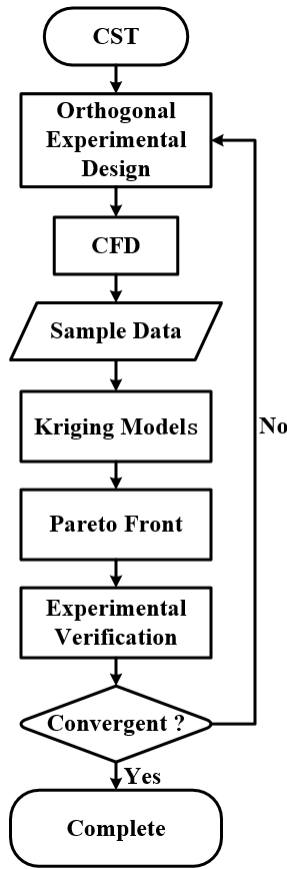 CST
Orthogonal
Experimental
Design
CFD
Sample Data
Kriging Models
No
Pareto Front
Experimental
Verification
Convergent ?
Yes
Complete